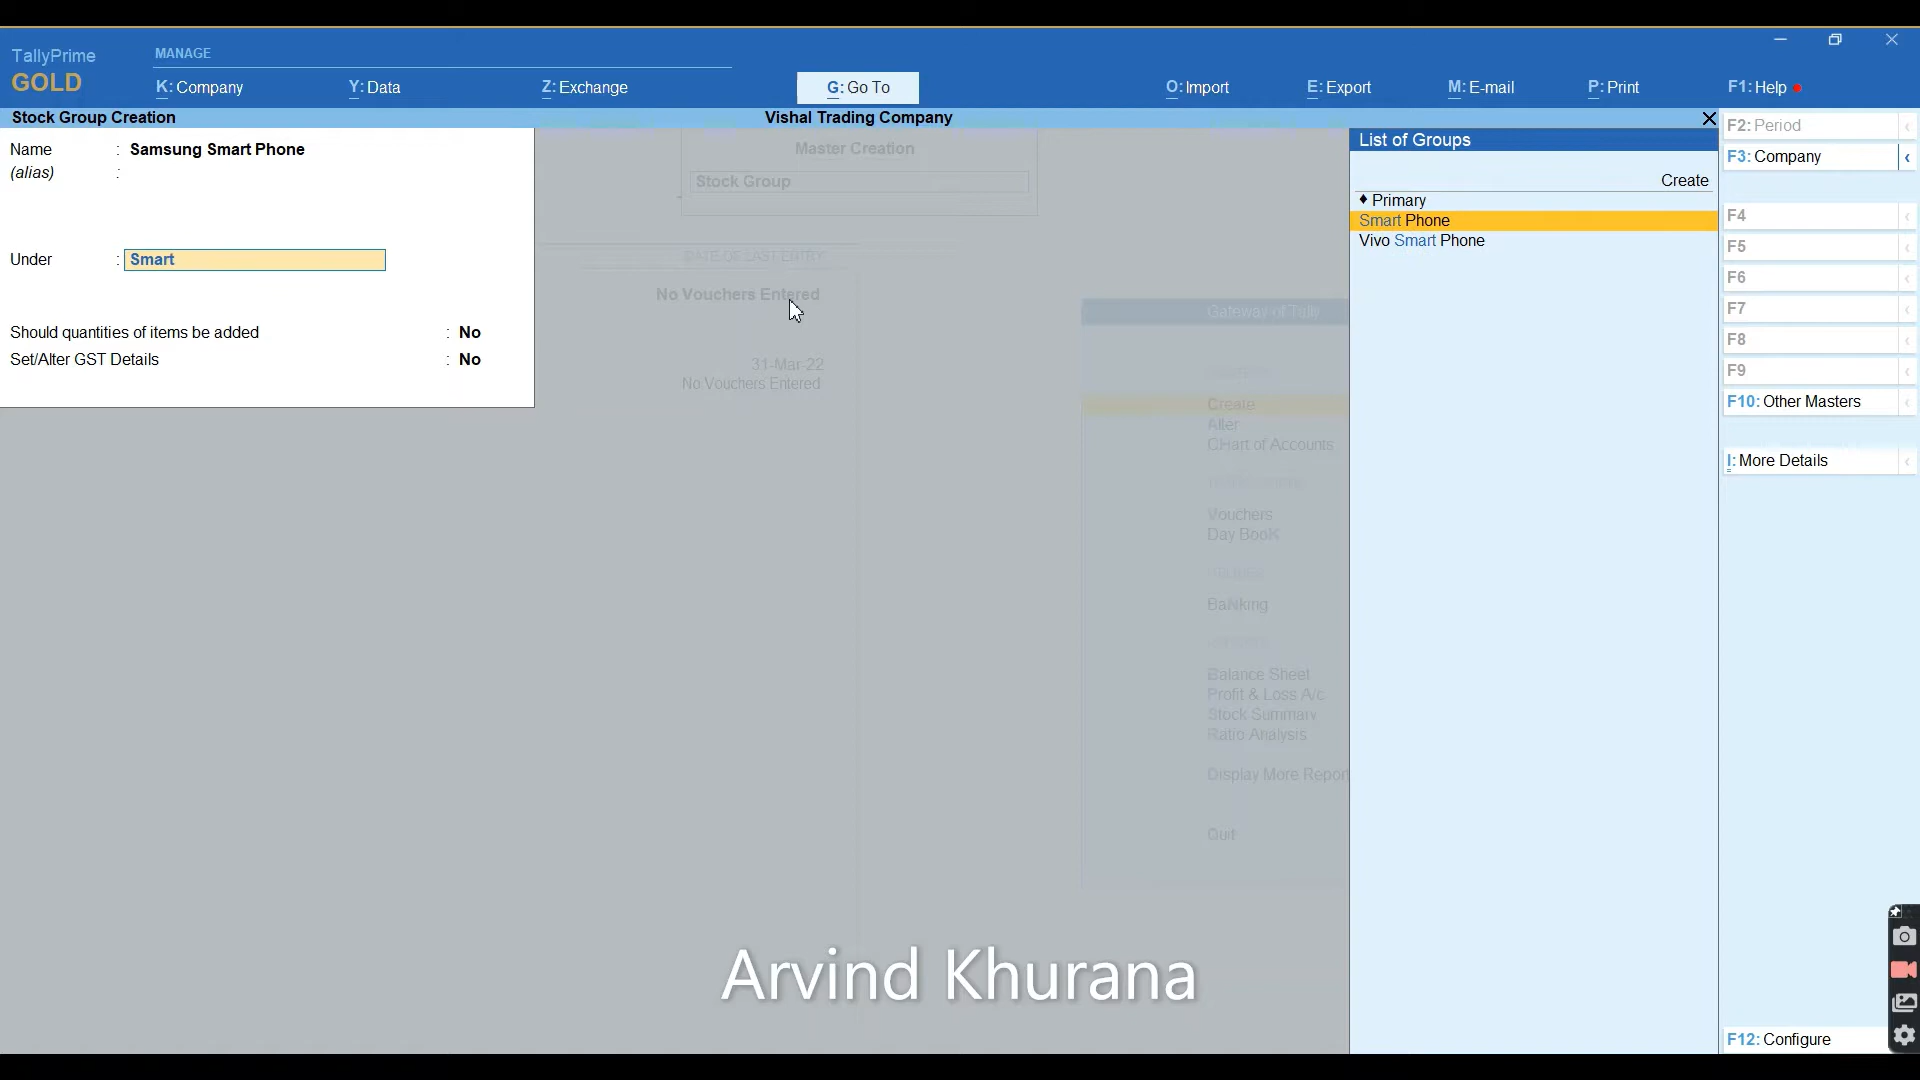 TallyPrime
GOLD
MANAGE
K: Company
Y: Data
Z: Exchange
G: Go To
O: Import
E: Export
M: E-mail
P: Print
F1: Help
Stock Group Creation
Vishal Trading Company
Name : Samsung Smart Phone
(alias) :
Under : Smart
Should quantities of items be added : No
Set/Alter GST Details : No
Master Creation
Stock Group
DATE OF LAST ENTRY
No Vouchers Entered
31-Mar-22
No Vouchers Entered
Gateway of Tally
Create
Alter
CHart of Accounts
Vouchers
Day BooK
BaNking
Balance Sheet
Profit & Loss A/c
Stock Summary
Ratio Analysis
Display More Report
Quit
List of Groups
Create
♦ Primary
Smart Phone
Vivo Smart Phone
F2: Period
F3: Company
F4
F5
F6
F7
F8
F9
F10: Other Masters
I: More Details
F12: Configure
Arvind Khurana